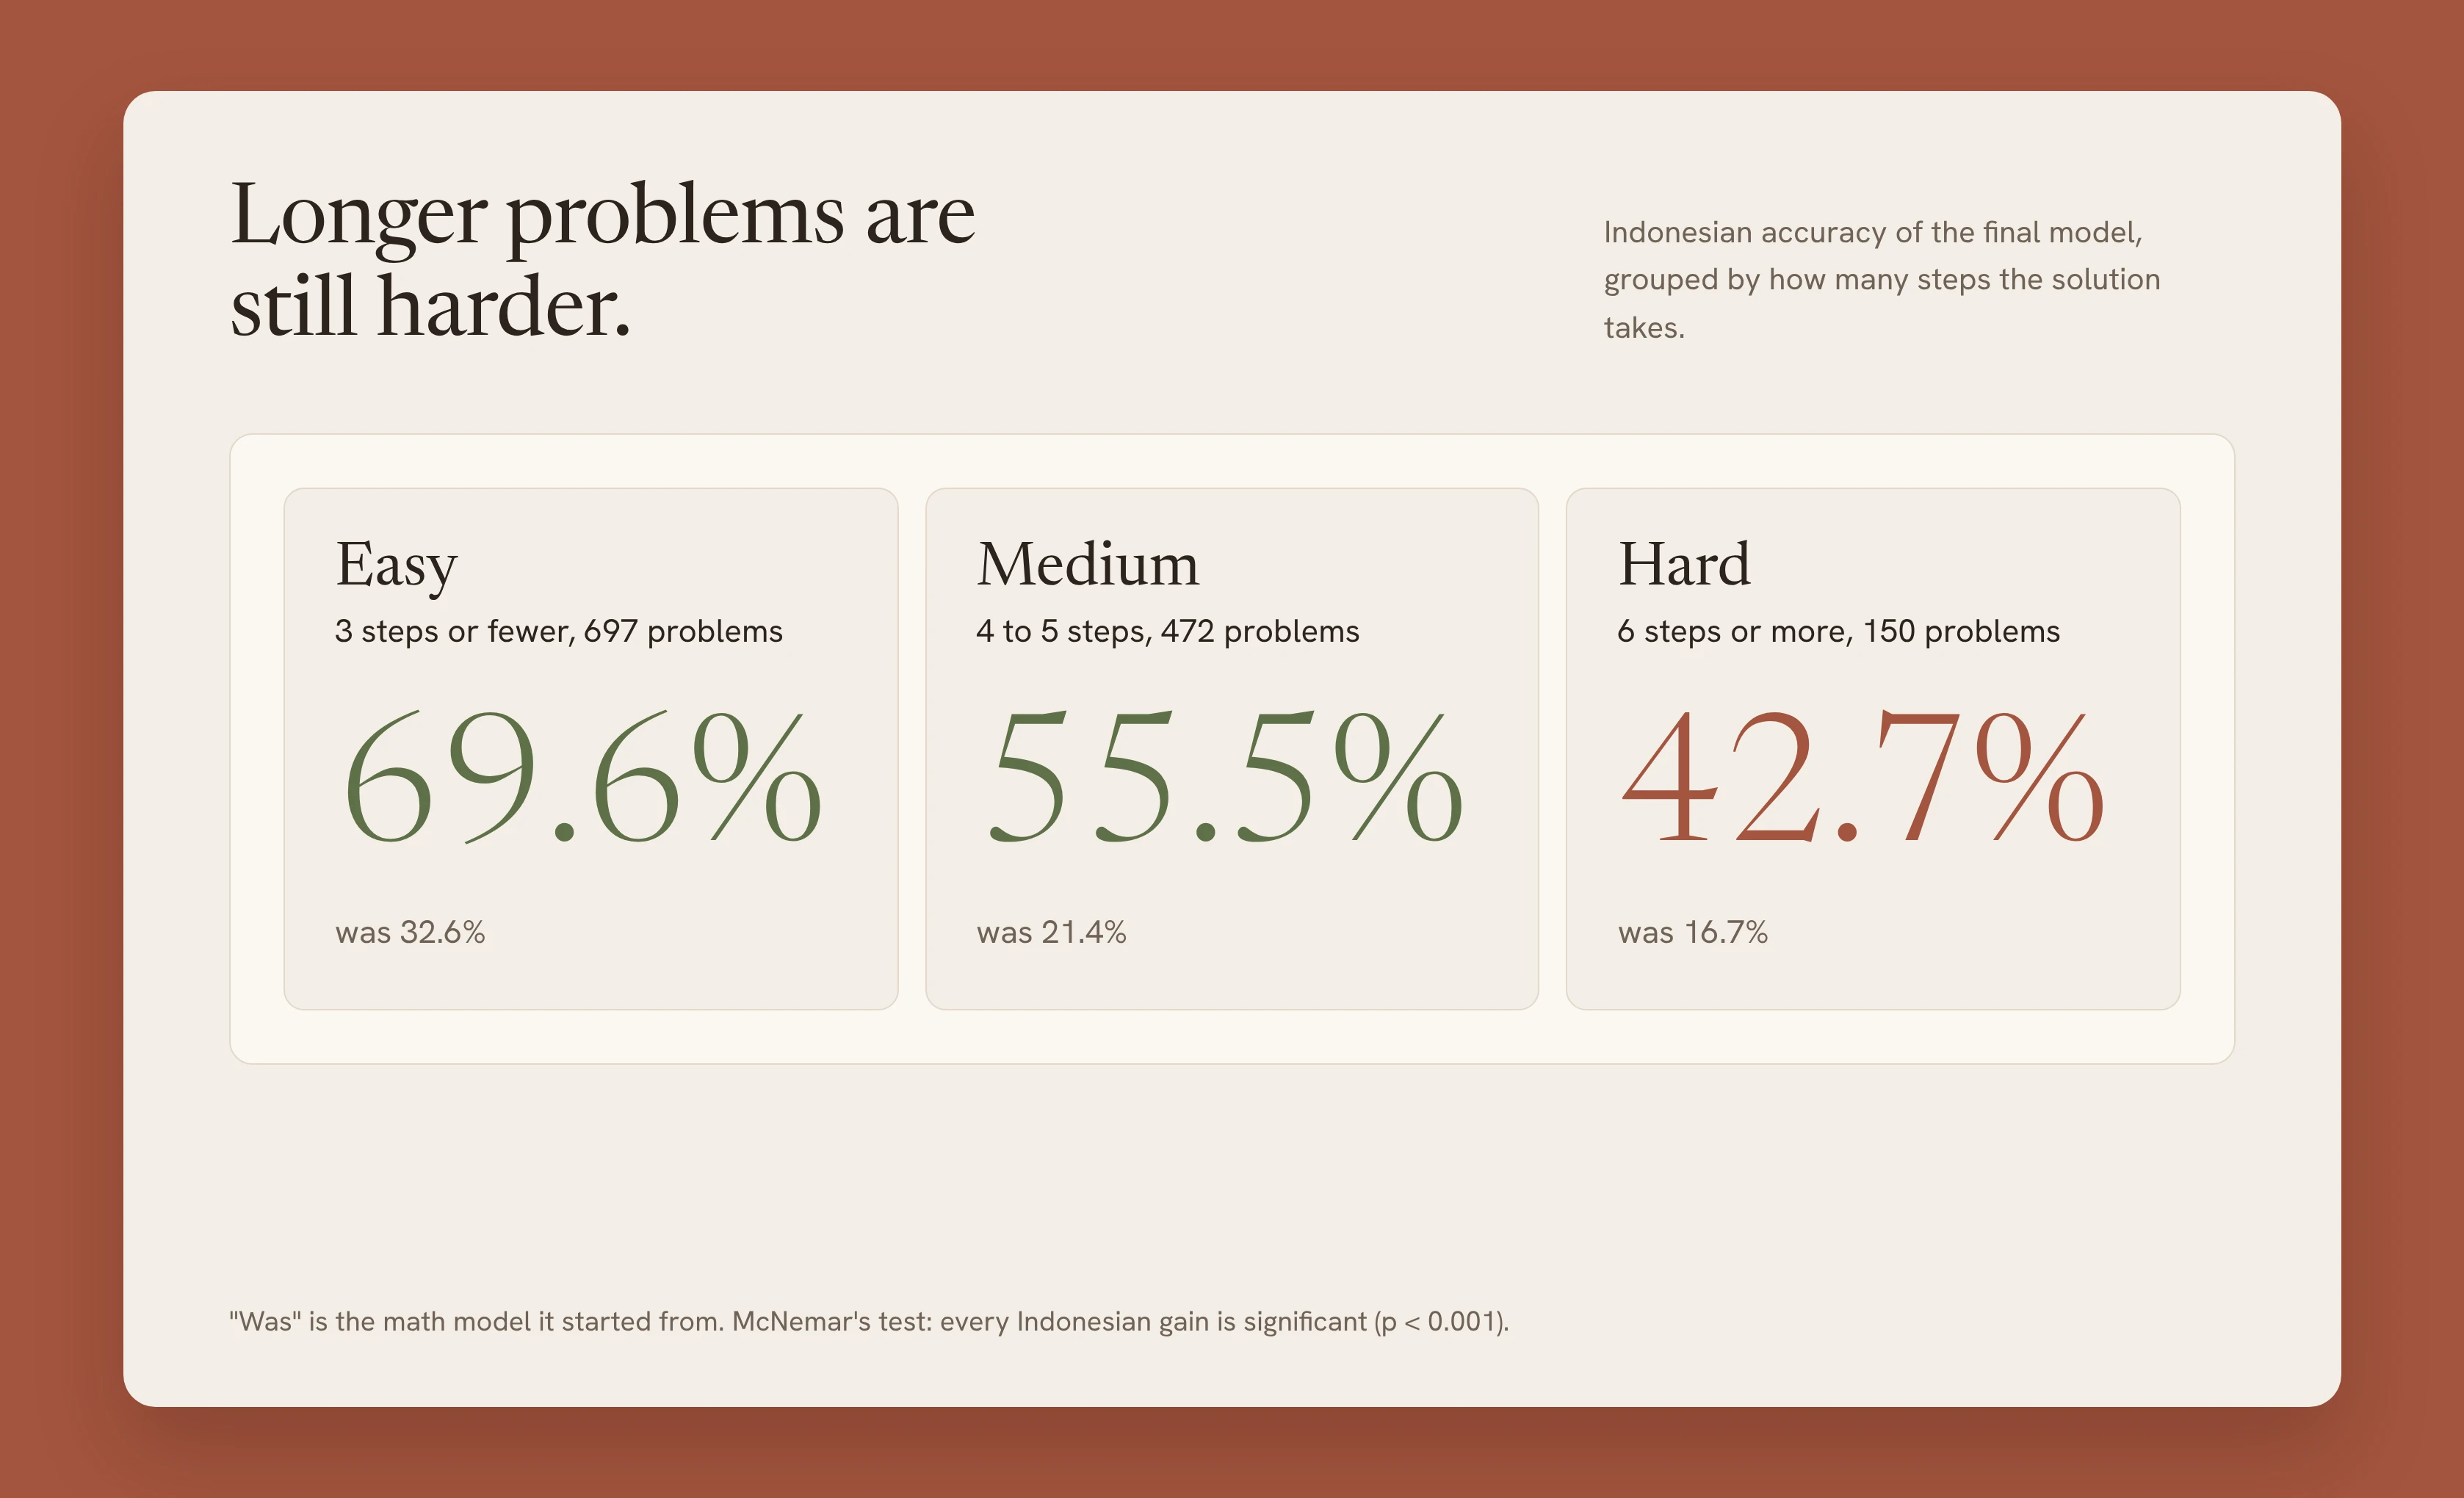 Longer problems are
still harder.
Indonesian accuracy of the final model,
grouped by how many steps the solution
takes.
Easy
3 steps or fewer, 697 problems
69.6%
was 32.6%
Medium
4 to 5 steps, 472 problems
55.5%
was 21.4%
Hard
6 steps or more, 150 problems
42.7%
was 16.7%
"Was" is the math model it started from. McNemar's test: every Indonesian gain is significant (p < 0.001).